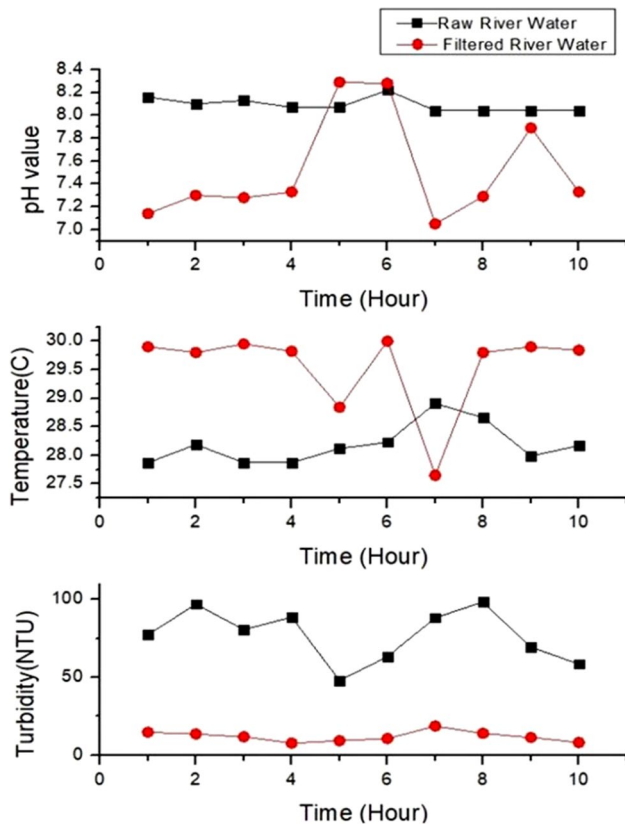 Raw River Water
Filtered River Water
8.4
8.2
8.0
7.8
7.6
7.4
7.2
7.0
pH value
0 2 4 6 8 10
Time (Hour)
30.0
29.5
29.0
28.5
28.0
27.5
Temperature(C)
0 2 4 6 8 10
Time (Hour)
100
50
0
Turbidity(NTU)
0 2 4 6 8 10
Time (Hour)